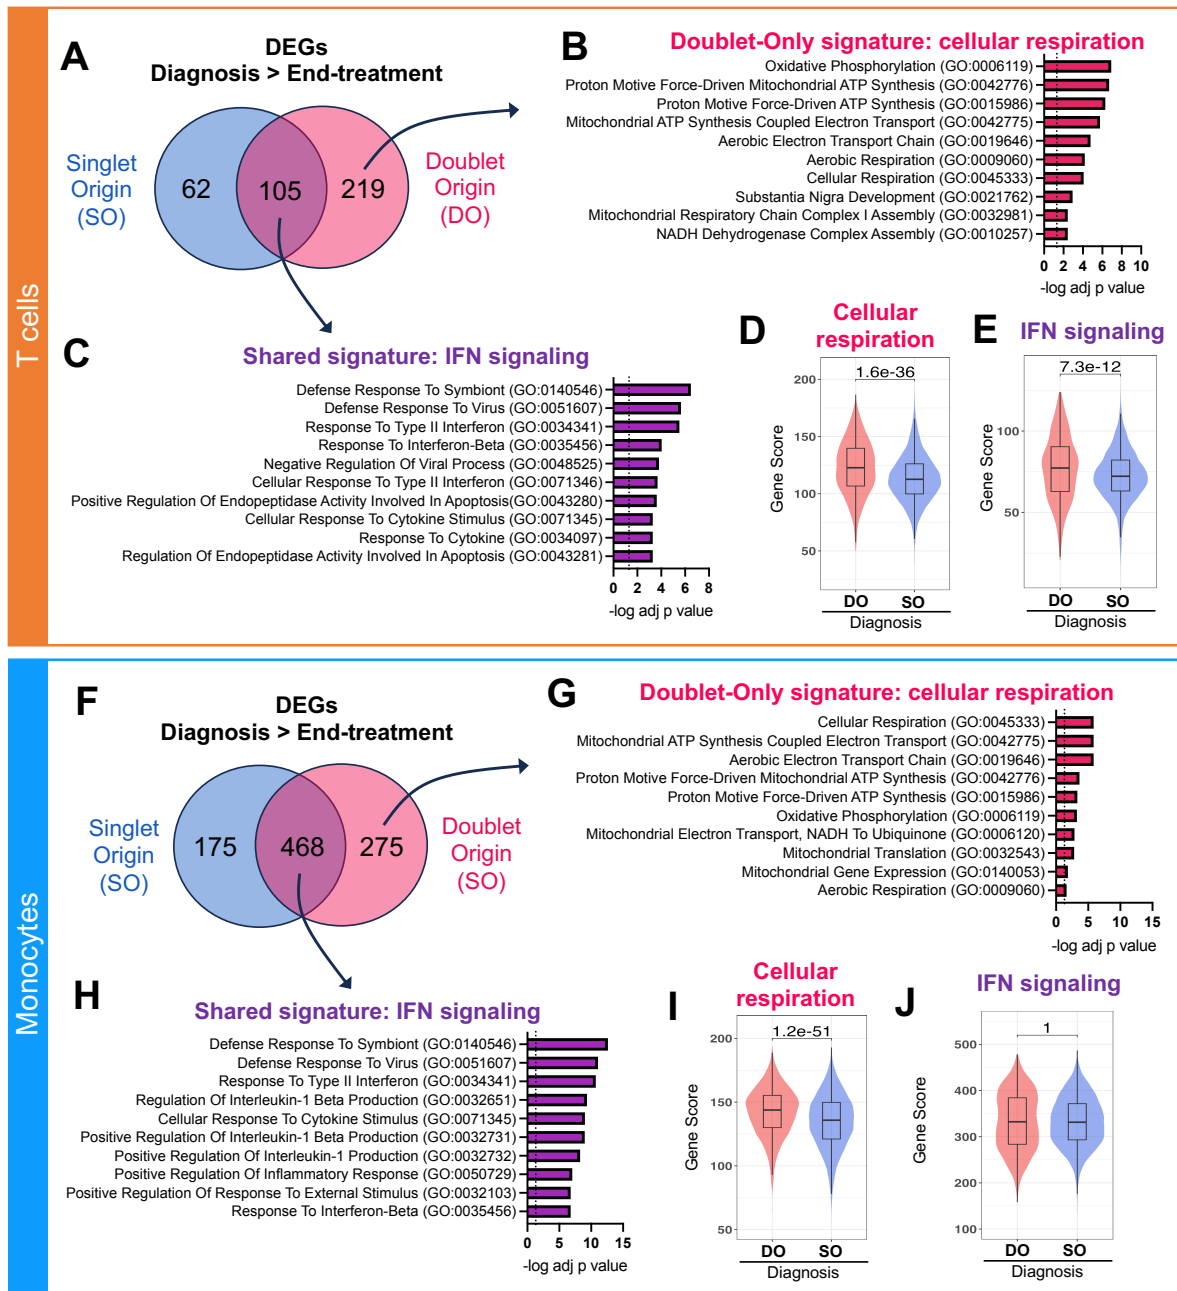 T cells
A
DEGs
Diagnosis > End-treatment
Singlet
Origin
(SO)
62
105
219
Doublet
Origin
(DO)
B
Doublet-Only signature: cellular respiration
Oxidative Phosphorylation (GO:0006119)
Proton Motive Force-Driven Mitochondrial ATP Synthesis (GO:0042776)
Proton Motive Force-Driven ATP Synthesis (GO:0015986)
Mitochondrial ATP Synthesis Coupled Electron Transport (GO:0042775)
Aerobic Electron Transport Chain (GO:0019646)
Aerobic Respiration (GO:0009060)
Cellular Respiration (GO:0045333)
Substantia Nigra Development (GO:0021762)
Mitochondrial Respiratory Chain Complex I Assembly (GO:0032981)
NADH Dehydrogenase Complex Assembly (GO:0010257)
0 2 4 6 8 10
-log adj p value
C
Shared signature: IFN signaling
Defense Response To Symbiont (GO:0140546)
Defense Response To Virus (GO:0051607)
Response To Type II Interferon (GO:0034341)
Response To Interferon-Beta (GO:0035456)
Negative Regulation Of Viral Process (GO:0048525)
Cellular Response To Type II Interferon (GO:0071346)
Positive Regulation Of Endopeptidase Activity Involved In Apoptosis(GO:0043280)
Cellular Response To Cytokine Stimulus (GO:0071345)
Response To Cytokine (GO:0034097)
Regulation Of Endopeptidase Activity Involved In Apoptosis (GO:0043281)
0 2 4 6 8
-log adj p value
D
Cellular
respiration
1.6e-36
200
150
100
50
Gene Score
DO SO
Diagnosis
E
IFN signaling
7.3e-12
100
50
Gene Score
DO SO
Diagnosis
Monocytes
F
DEGs
Diagnosis > End-treatment
Singlet
Origin
(SO)
175
468
275
Doublet
Origin
(SO)
G
Doublet-Only signature: cellular respiration
Cellular Respiration (GO:0045333)
Mitochondrial ATP Synthesis Coupled Electron Transport (GO:0042775)
Aerobic Electron Transport Chain (GO:0019646)
Proton Motive Force-Driven Mitochondrial ATP Synthesis (GO:0042776)
Proton Motive Force-Driven ATP Synthesis (GO:0015986)
Oxidative Phosphorylation (GO:0006119)
Mitochondrial Electron Transport, NADH To Ubiquinone (GO:0006120)
Mitochondrial Translation (GO:0032543)
Mitochondrial Gene Expression (GO:0140053)
Aerobic Respiration (GO:0009060)
0 5 10 15
-log adj p value
H
Shared signature: IFN signaling
Defense Response To Symbiont (GO:0140546)
Defense Response To Virus (GO:0051607)
Response To Type II Interferon (GO:0034341)
Regulation Of Interleukin-1 Beta Production (GO:0032651)
Cellular Response To Cytokine Stimulus (GO:0071345)
Positive Regulation Of Interleukin-1 Beta Production (GO:0032731)
Positive Regulation Of Interleukin-1 Production (GO:0032732)
Positive Regulation Of Inflammatory Response (GO:0050729)
Positive Regulation Of Response To External Stimulus (GO:0032103)
Response To Interferon-Beta (GO:0035456)
0 5 10 15
-log adj p value
I
Cellular
respiration
1.2e-51
200
150
100
50
Gene Score
DO SO
Diagnosis
J
IFN signaling
1
500
400
300
200
100
Gene Score
DO SO
Diagnosis